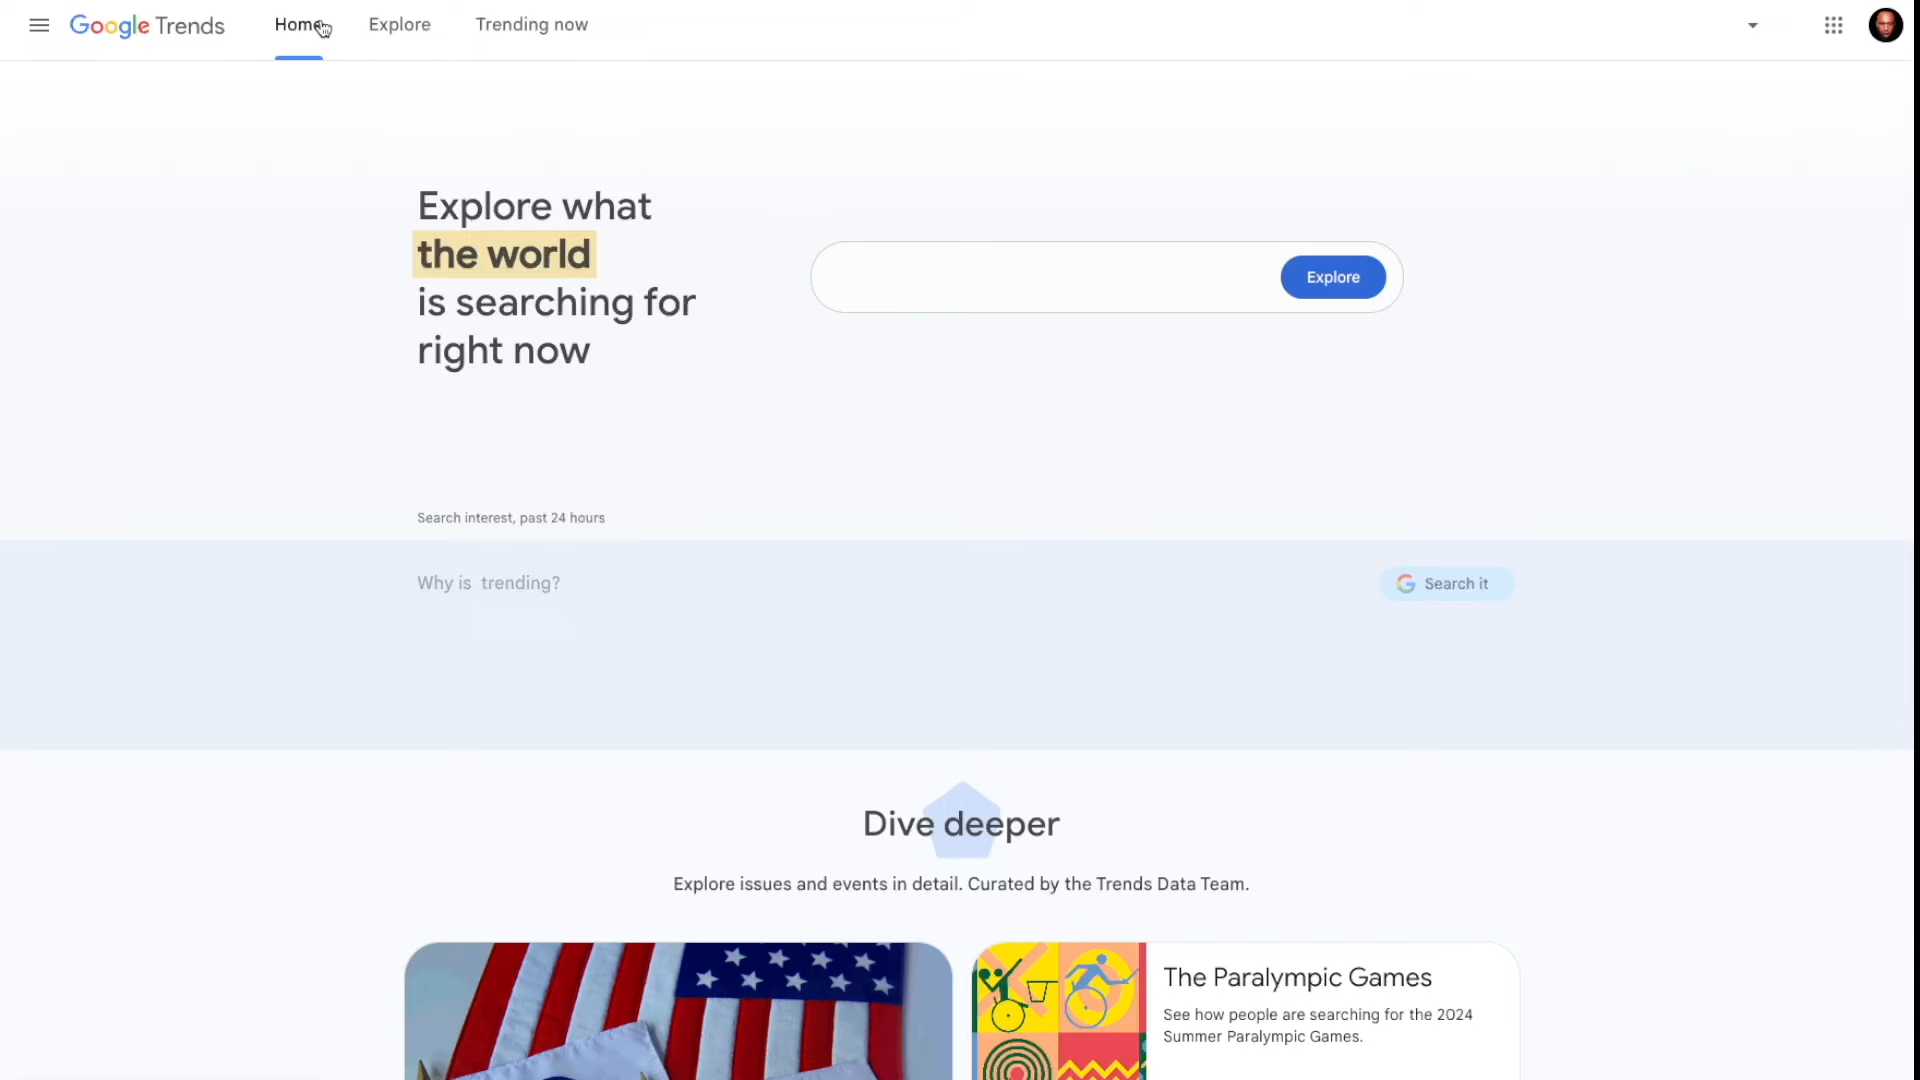 Google Trends
Home
Explore
Trending now
Explore what
the world
is searching for
right now
Explore
Search interest, past 24 hours
Why is trending?
Search it
Dive deeper
Explore issues and events in detail. Curated by the Trends Data Team.
The Paralympic Games
See how people are searching for the 2024
Summer Paralympic Games.